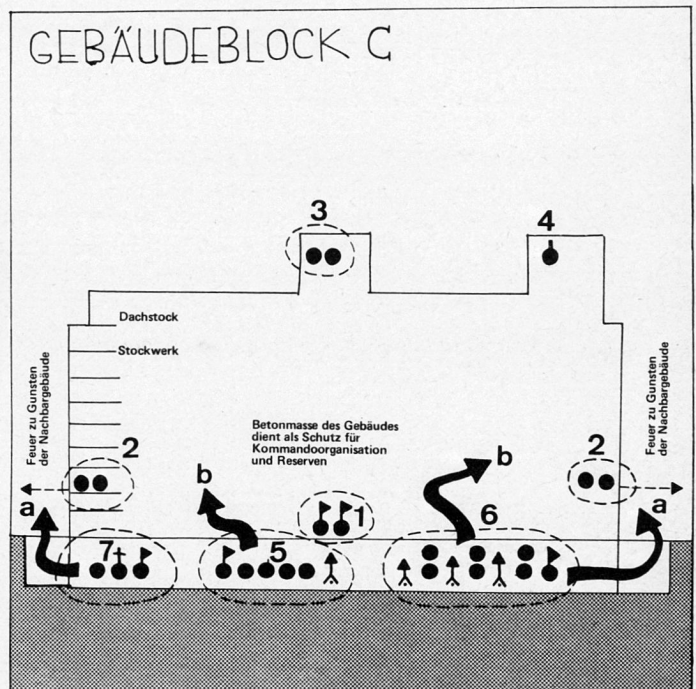 GEBÄUDEBLOCK C
3
4
Dachstock
Stockwerk
Feuer zu Gunsten
der Nachbargebäude
Feuer zu Gunsten
der Nachbargebäude
Betonmasse des Gebäudes
dient als Schutz für
Kommandoorganisation
und Reserven
2
2
b
b
a
a
1
7
5
6